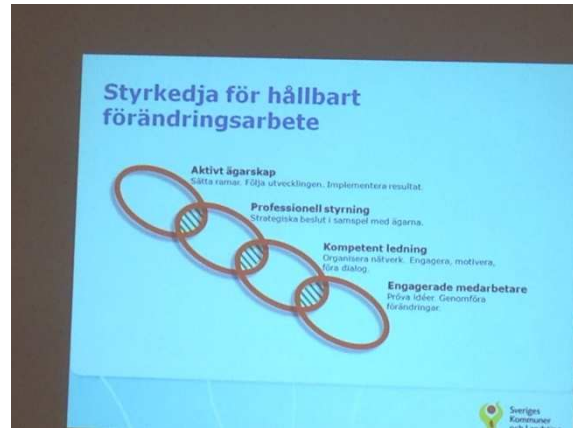 Styrkedja för hållbart
förändringsarbete
Aktivt ägarskap
Sätta ramar. Följa utvecklingen. Implementera resultat
Professionell styrning
Strategiska beslut i samspel med ägarna.
Kompetent ledning
Organisera nätverk. Engagera, motivera,
föra dialog.
Engagerade medarbetare
Pröva idéer. Genomföra
förändringar.
Sveriges
Kommuner